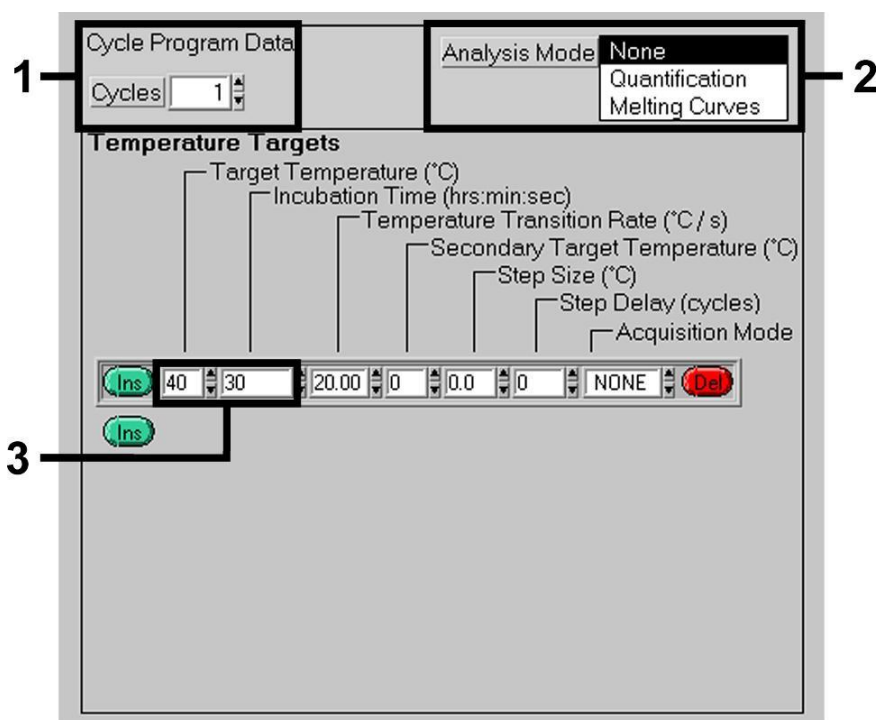 Cycle Program Data
Cycles 1
Analysis Mode None
Quantification
Melting Curves
1
2
Temperature Targets
Target Temperature (°C)
Incubation Time (hrs:min:sec)
Temperature Transition Rate (°C / s)
Secondary Target Temperature (°C)
Step Size (°C)
Step Delay (cycles)
Acquisition Mode
Ins 40 30 20.00 0 0.0 0 NONE Del
Ins
3